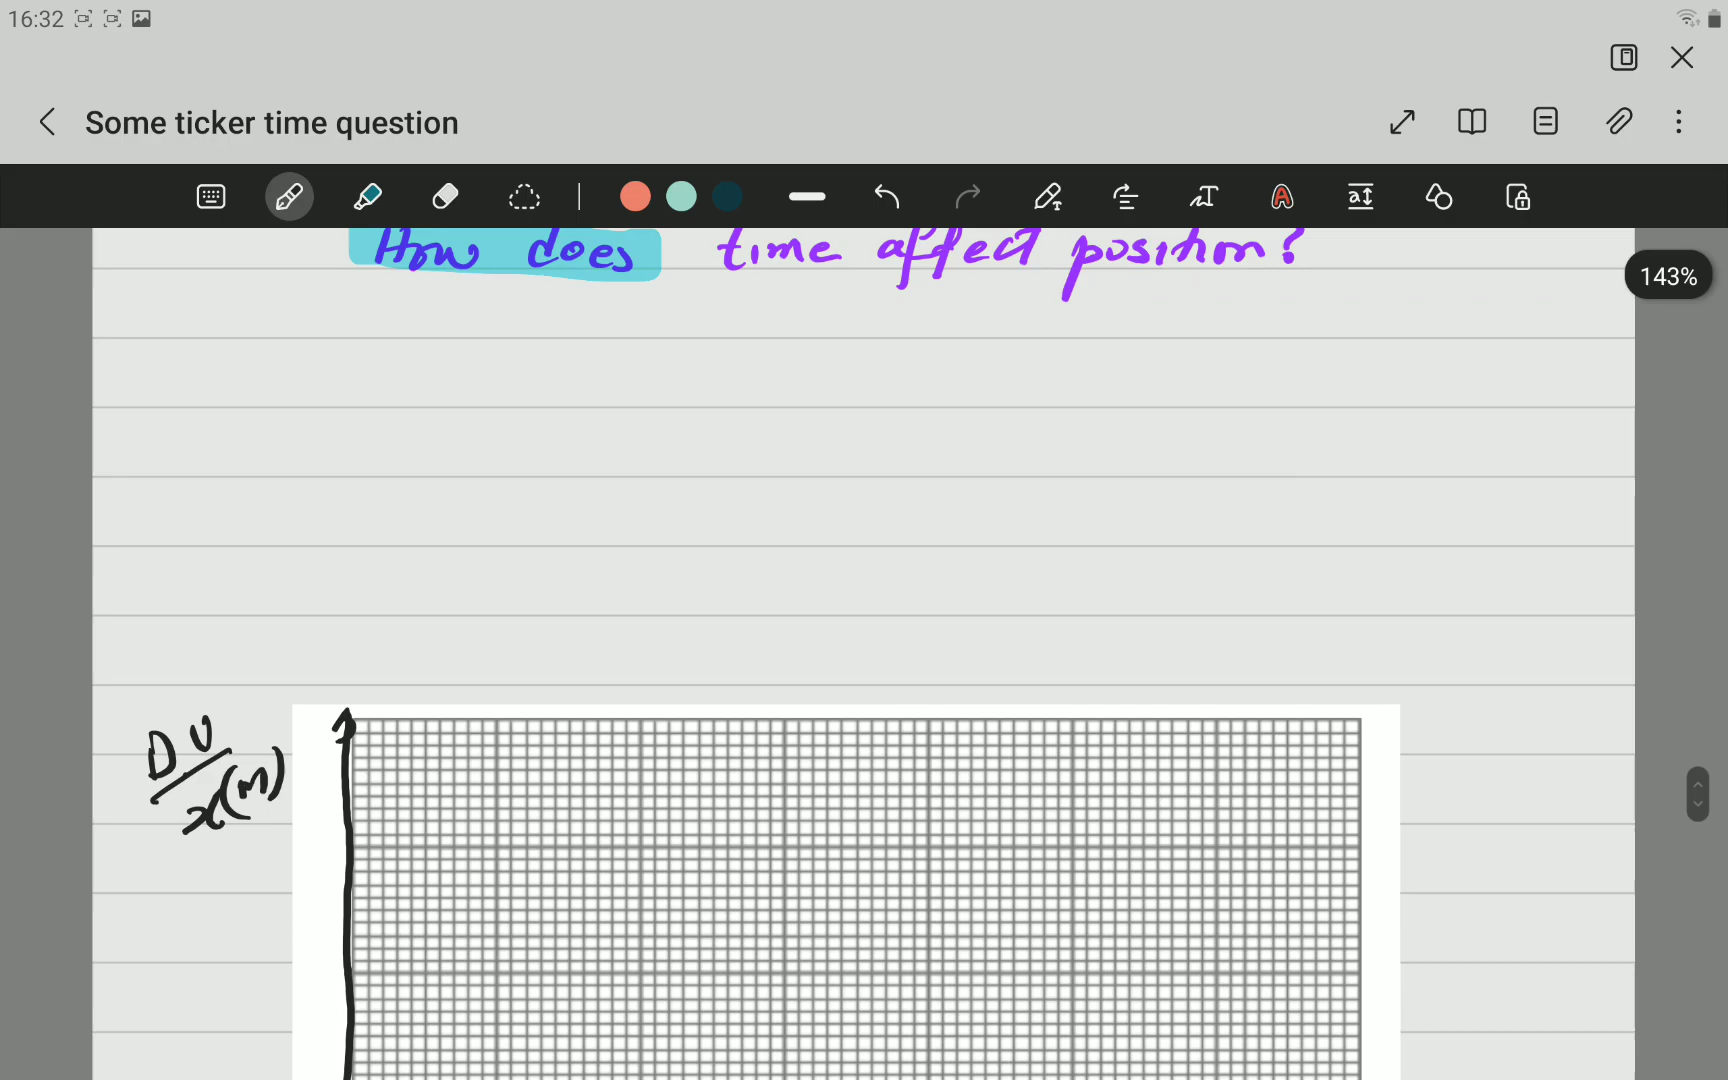 16:32
Some ticker time question
How does time affect position?
143%
DV
x(m)